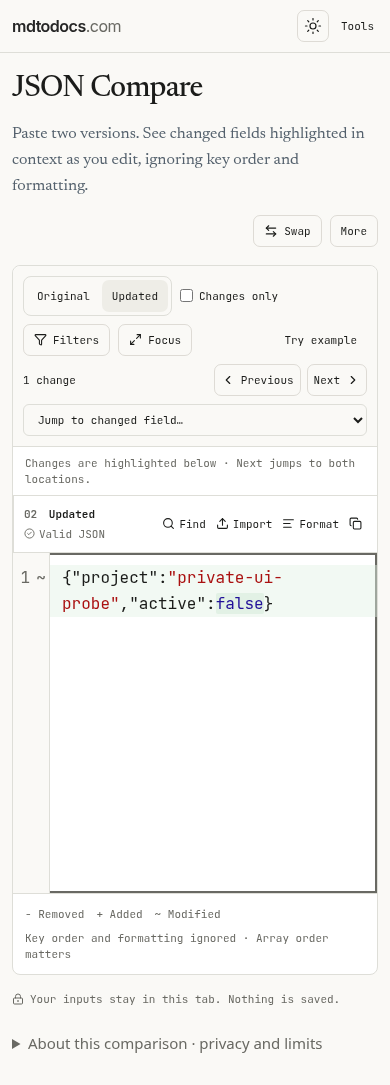 mdtodocs.com
Tools
JSON Compare
Paste two versions. See changed fields highlighted in
context as you edit, ignoring key order and
formatting.
Swap
More
Original
Updated
Changes only
Filters
Focus
Try example
1 change
Previous
Next
Jump to changed field…
Changes are highlighted below · Next jumps to both
locations.
02 Updated
Valid JSON
Find
Import
Format
1 ~ {"project":"private-ui-
probe","active":false}
- Removed + Added ~ Modified
Key order and formatting ignored · Array order
matters
Your inputs stay in this tab. Nothing is saved.
About this comparison · privacy and limits